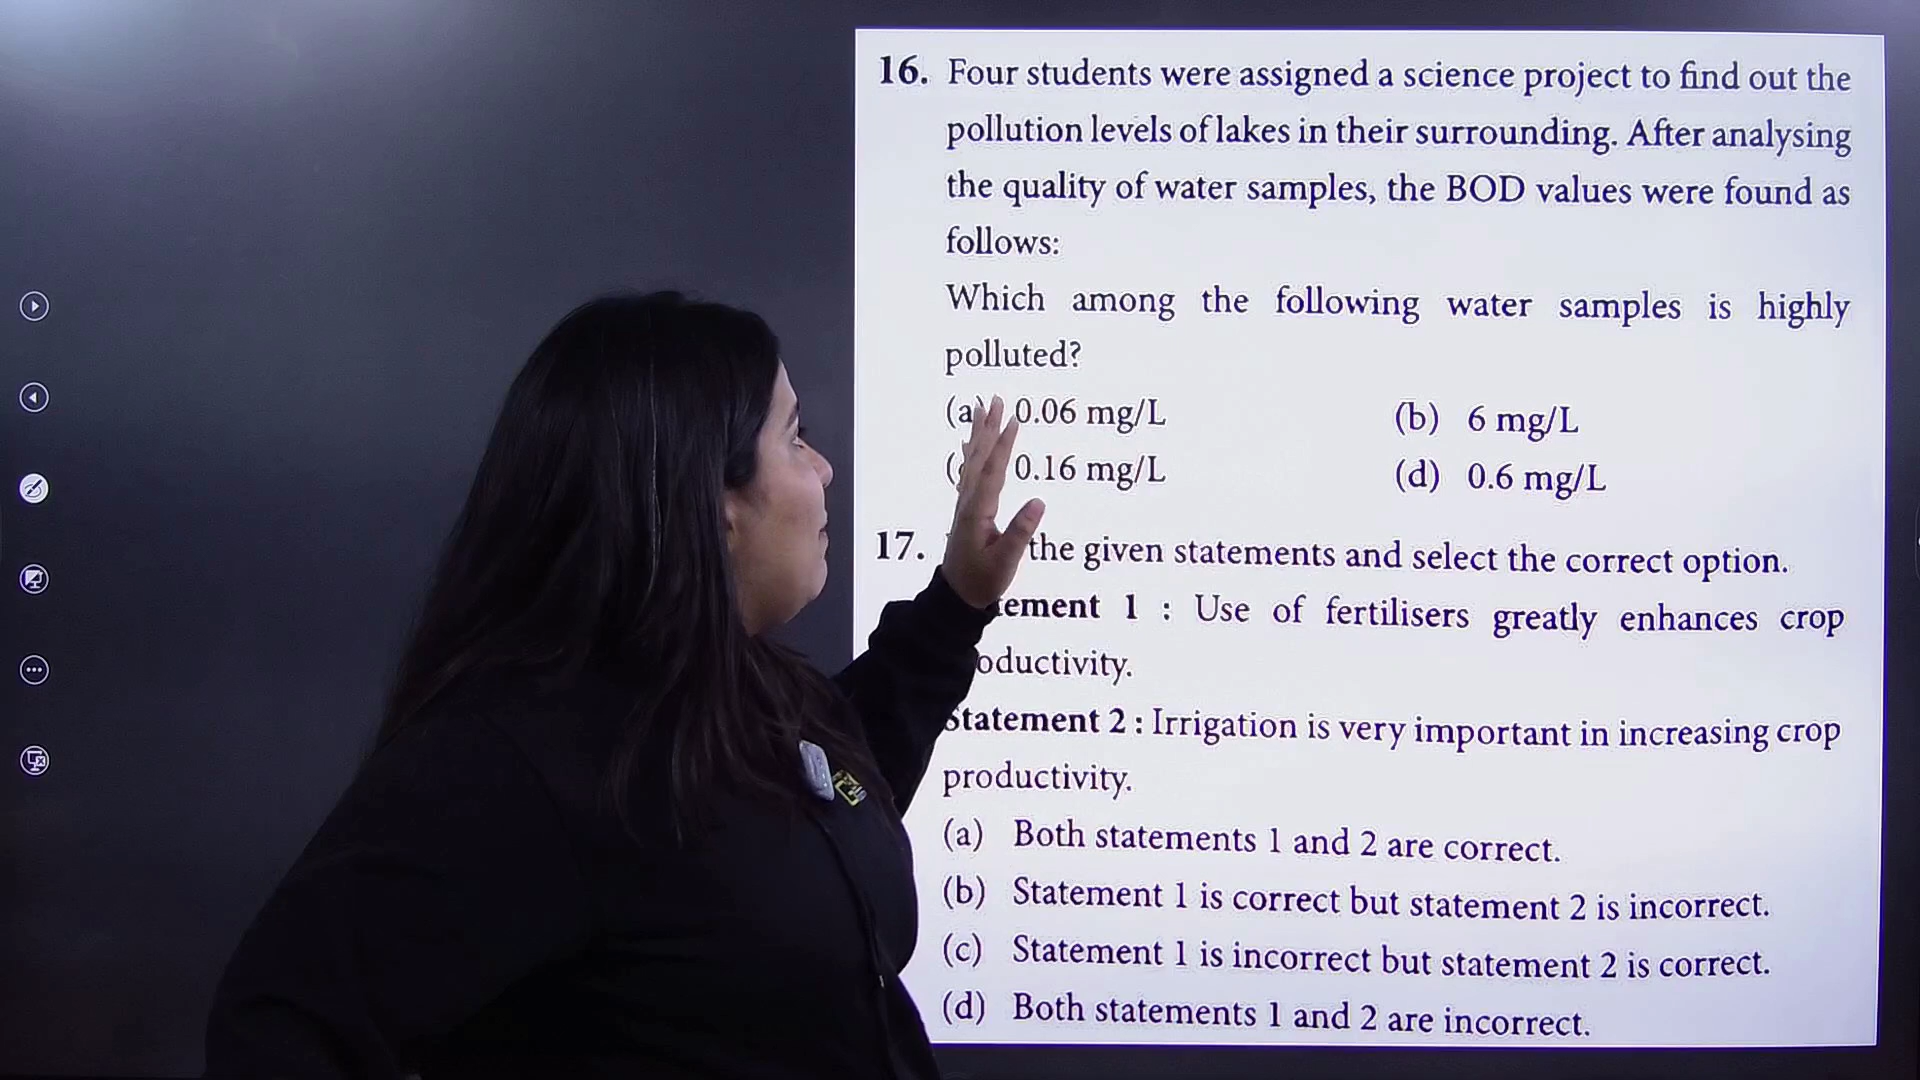 16. Four students were assigned a science project to find out the
pollution levels of lakes in their surrounding. After analysing
the quality of water samples, the BOD values were found as
follows:
Which among the following water samples is highly
polluted?
(a) 0.06 mg/L (b) 6 mg/L
0.16 mg/L (d) 0.6 mg/L
17. the given statements and select the correct option.
tement 1 : Use of fertilisers greatly enhances crop
oductivity.
Statement 2 : Irrigation is very important in increasing crop
productivity.
(a) Both statements 1 and 2 are correct.
(b) Statement 1 is correct but statement 2 is incorrect.
(c) Statement 1 is incorrect but statement 2 is correct.
(d) Both statements 1 and 2 are incorrect.